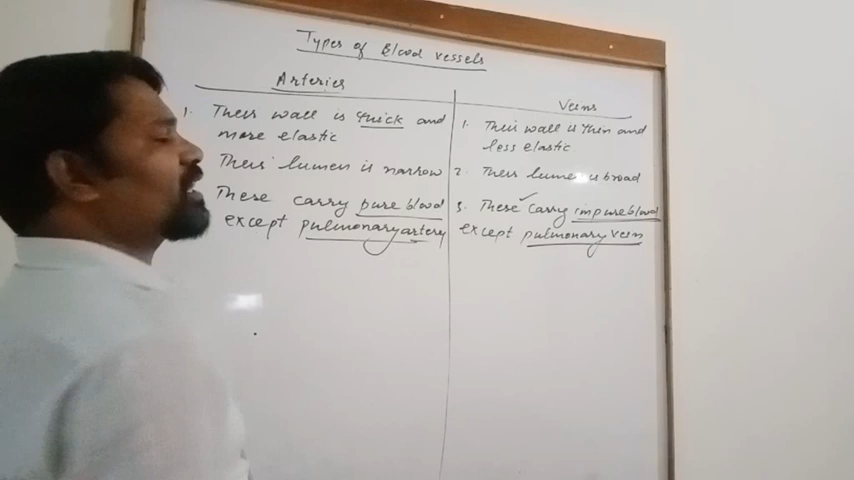 Types of Blood vessels
Arteries
1. Their wall is thick and
more elastic
Their lumen is narrow
These carry pure blood
except pulmonary artery
Veins
1. Their wall is thin and
less elastic
2. Their lumen is broad
3. These carry impure blood
except pulmonary vein